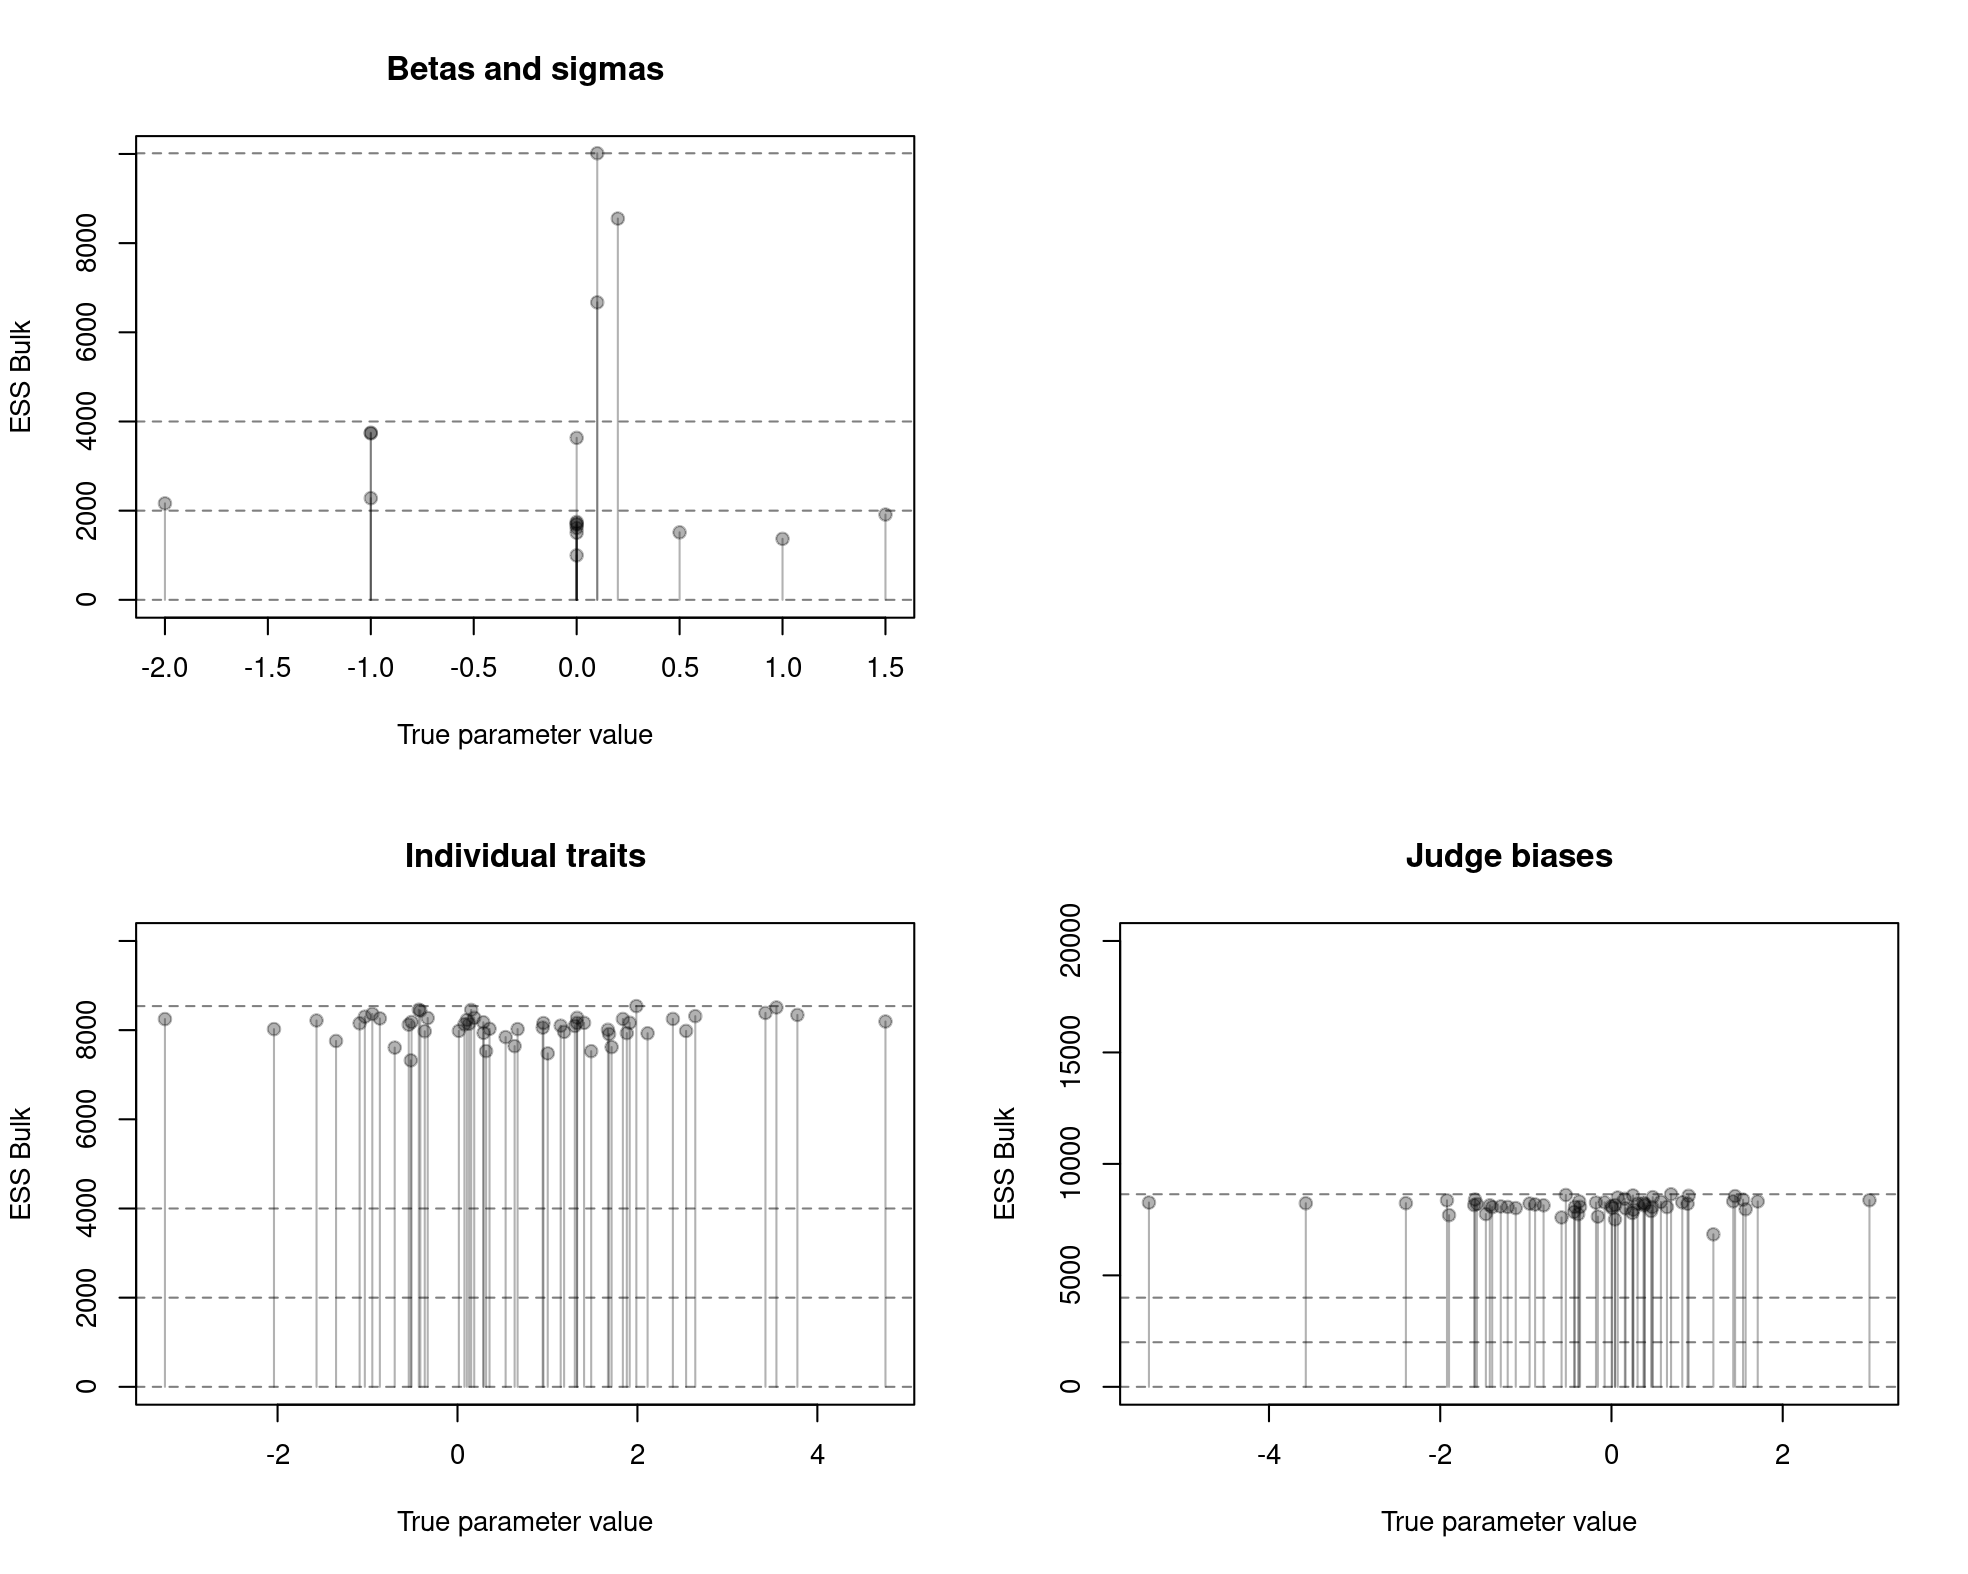 Betas and sigmas
ESS Bulk
8000
6000
4000
2000
0
-2.0 -1.5 -1.0 -0.5 0.0 0.5 1.0 1.5
True parameter value
Individual traits
ESS Bulk
8000
6000
4000
2000
0
-2 0 2 4
True parameter value
Judge biases
ESS Bulk
20000
15000
10000
5000
0
-4 -2 0 2
True parameter value